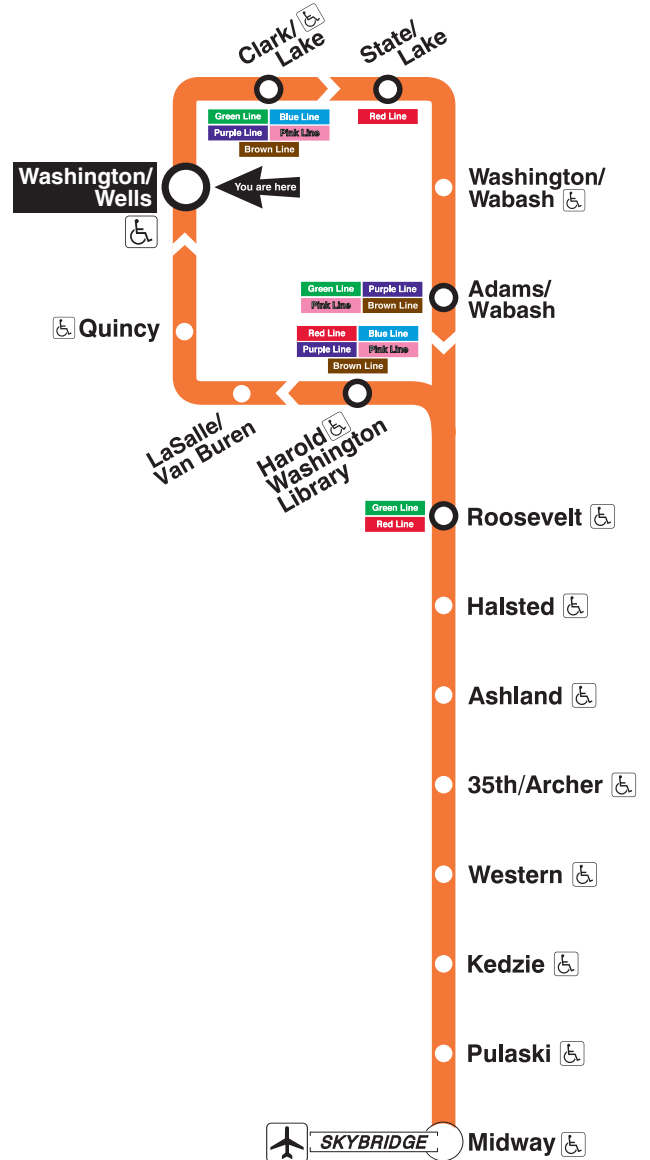 Clark/
Lake
State/
Lake
Green Line
Blue Line
Purple Line
Pink Line
Brown Line
Red Line
Washington/
Wells
You are here
Washington/
Wabash
Green Line
Purple Line
Pink Line
Brown Line
Adams/
Wabash
Quincy
Red Line
Blue Line
Purple Line
Pink Line
Brown Line
LaSalle/
Van Buren
Harold
Washington
Library
Green Line
Red Line
Roosevelt
Halsted
Ashland
35th/Archer
Western
Kedzie
Pulaski
SKYBRIDGE
Midway